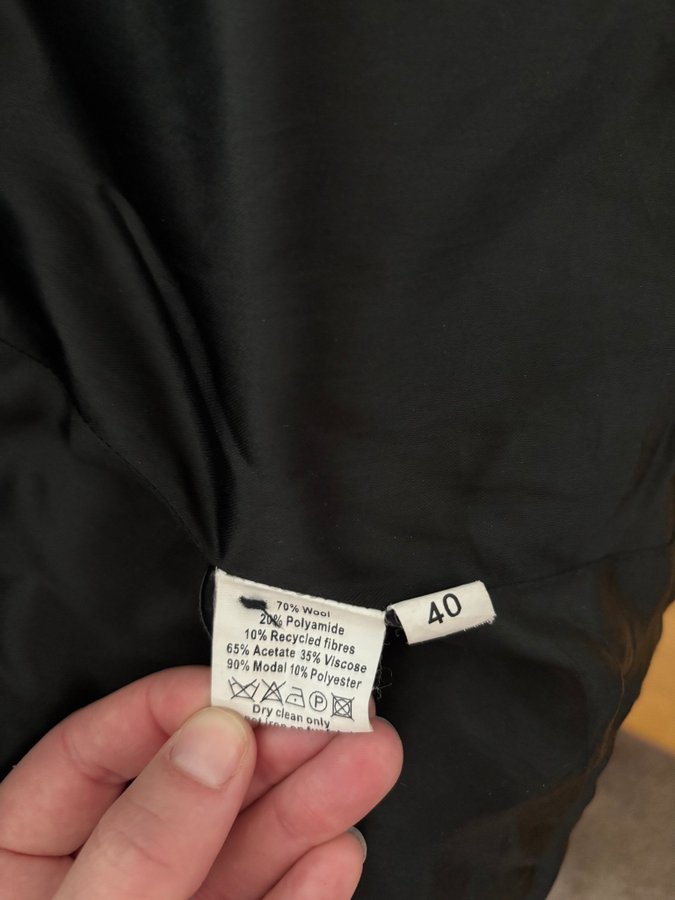 70% Wool
20% Polyamide
10% Recycled fibres
65% Acetate 35% Viscose
90% Modal 10% Polyester
P
Dry clean only
40